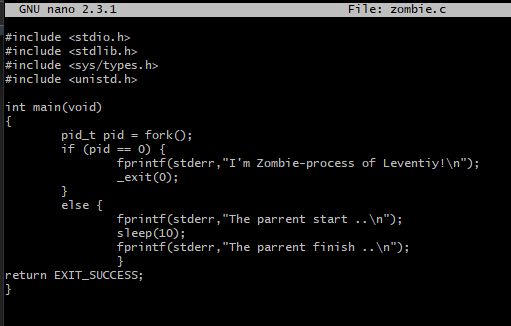 GNU nano 2.3.1 File: zombie.c
#include <stdio.h>
#include <stdlib.h>
#include <sys/types.h>
#include <unistd.h>
int main(void)
{
pid_t pid = fork();
if (pid == 0) {
fprintf(stderr,"I'm Zombie-process of Leventiy!\n");
_exit(0);
}
else {
fprintf(stderr,"The parrent start ..\n");
sleep(10);
fprintf(stderr,"The parrent finish ..\n");
}
return EXIT_SUCCESS;
}